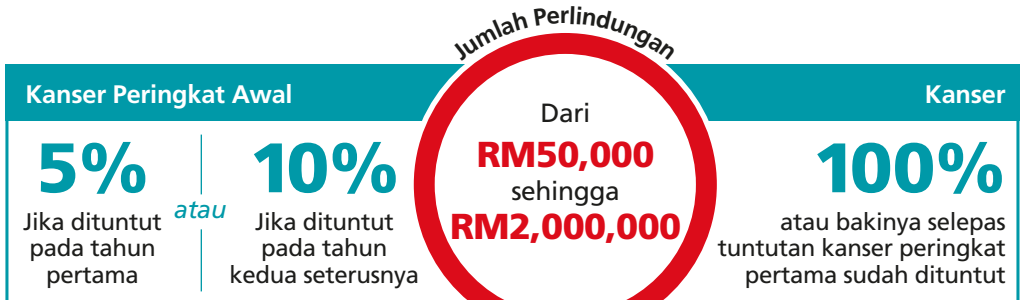 Jumlah Perlindungan
Kanser Peringkat Awal
5%
Jika dituntut
pada tahun
pertama
atau
10%
Jika dituntut
pada tahun
kedua seterusnya
Dari
RM50,000
sehingga
RM2,000,000
Kanser
100%
atau bakinya selepas
tuntutan kanser peringkat
pertama sudah dituntut